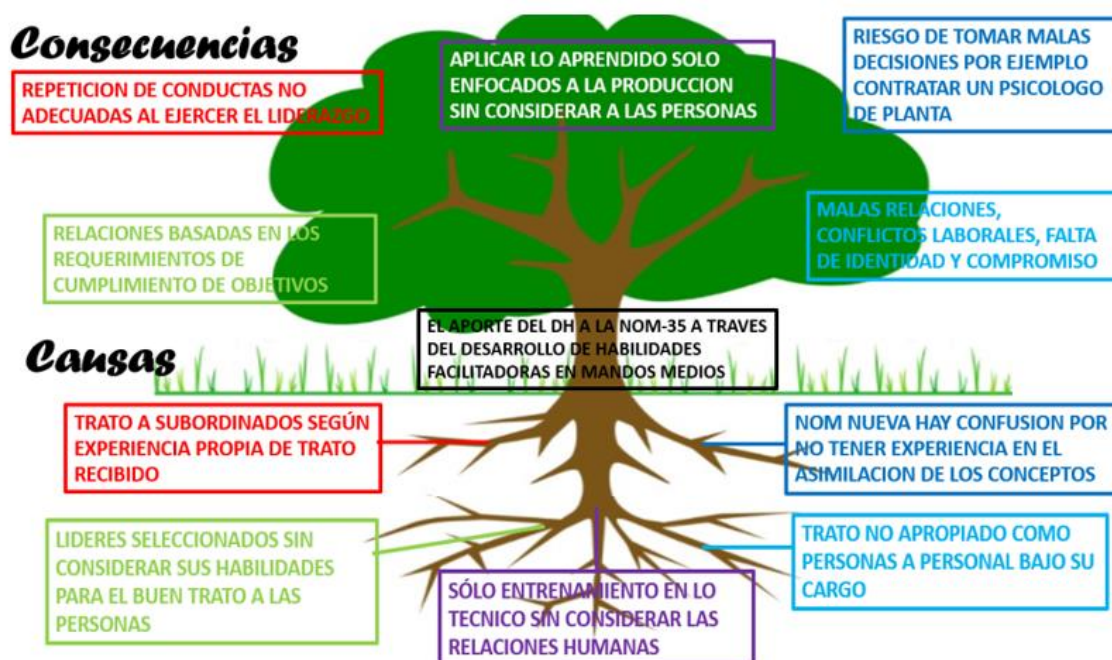 Consecuencias
REPETICION DE CONDUCTAS NO
ADECUADAS AL EJERCER EL LIDERAZGO
APLICAR LO APRENDIDO SOLO
ENFOCADOS A LA PRODUCCION
SIN CONSIDERAR A LAS PERSONAS
RIESGO DE TOMAR MALAS
DECISIONES POR EJEMPLO
CONTRATAR UN PSICOLOGO
DE PLANTA
RELACIONES BASADAS EN LOS
REQUERIMIENTOS DE
CUMPLIMIENTO DE OBJETIVOS
MALAS RELACIONES,
CONFLICTOS LABORALES, FALTA
DE IDENTIDAD Y COMPROMISO
EL APORTE DEL DH A LA NOM-35 A TRAVES
DEL DESARROLLO DE HABILIDADES
FACILITADORAS EN MANDOS MEDIOS
Causas
TRATO A SUBORDINADOS SEGÚN
EXPERIENCIA PROPIA DE TRATO
RECIBIDO
NOM NUEVA HAY CONFUSION POR
NO TENER EXPERIENCIA EN EL
ASIMILACION DE LOS CONCEPTOS
LIDERES SELECCIONADOS SIN
CONSIDERAR SUS HABILIDADES
PARA EL BUEN TRATO A LAS
PERSONAS
SÓLO ENTRENAMIENTO EN LO
TECNICO SIN CONSIDERAR LAS
RELACIONES HUMANAS
TRATO NO APROPIADO COMO
PERSONAS A PERSONAL BAJO SU
CARGO